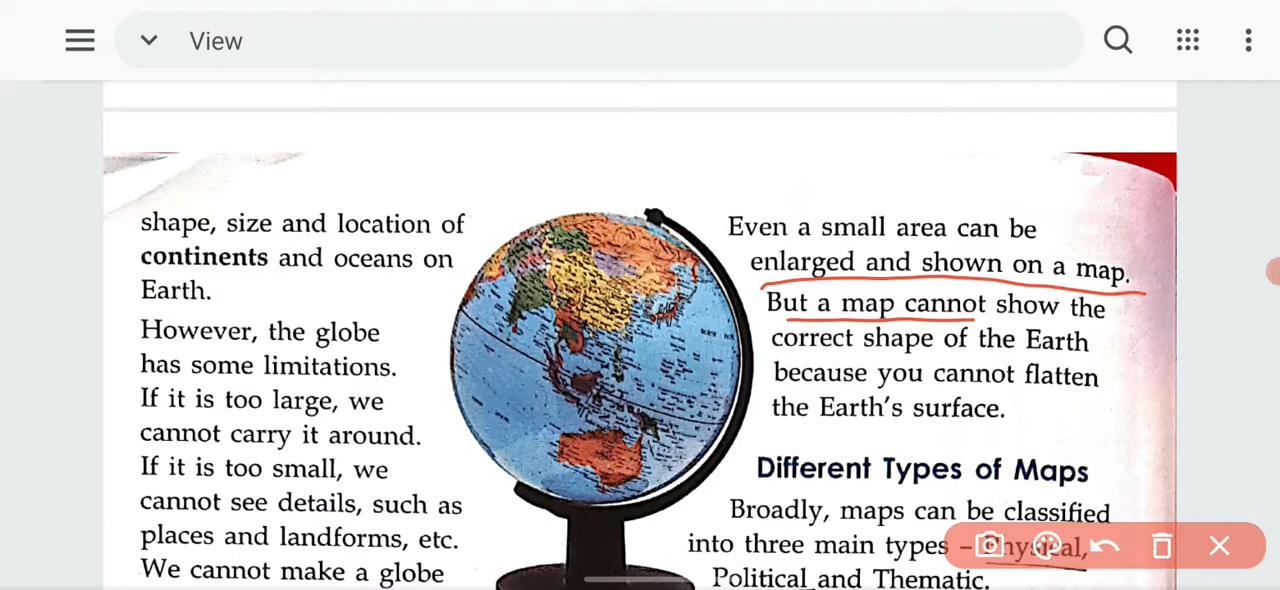 View
shape, size and location of
continents and oceans on
Earth.
However, the globe
has some limitations.
If it is too large, we
cannot carry it around.
If it is too small, we
cannot see details, such as
places and landforms, etc.
We cannot make a globe
Even a small area can be
enlarged and shown on a map.
But a map cannot show the
correct shape of the Earth
because you cannot flatten
the Earth's surface.
Different Types of Maps
Broadly, maps can be classified
into three main types – Physical,
Political and Thematic.